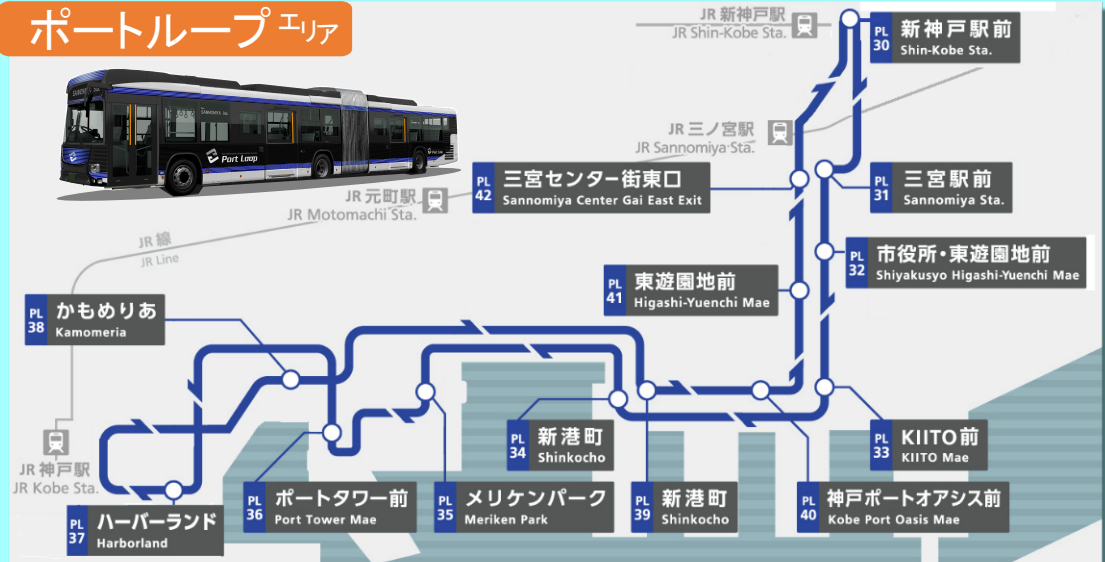 ポートループ エリア
JR 新神戸駅
JR Shin-Kobe Sta.
PL
30
新神戸駅前
Shin-Kobe Sta.
JR 三ノ宮駅
JR Sannomiya Sta.
PL
42
三宮センター街東口
Sannomiya Center Gai East Exit
PL
31
三宮駅前
Sannomiya Sta.
Port Loop
JR 元町駅
JR Motomachi Sta.
JR 線
JR Line
PL
32
市役所・東遊園地前
Shiyakusyo Higashi-Yuenchi Mae
PL
41
東遊園地前
Higashi-Yuenchi Mae
PL
38
かもめりあ
Kamomeria
PL
34
新港町
Shinkocho
PL
33
KIITO前
KIITO Mae
JR 神戸駅
JR Kobe Sta.
PL
37
ハーバーランド
Harborland
PL
36
ポートタワー前
Port Tower Mae
PL
35
メリケンパーク
Meriken Park
PL
39
新港町
Shinkocho
PL
40
神戸ポートオアシス前
Kobe Port Oasis Mae